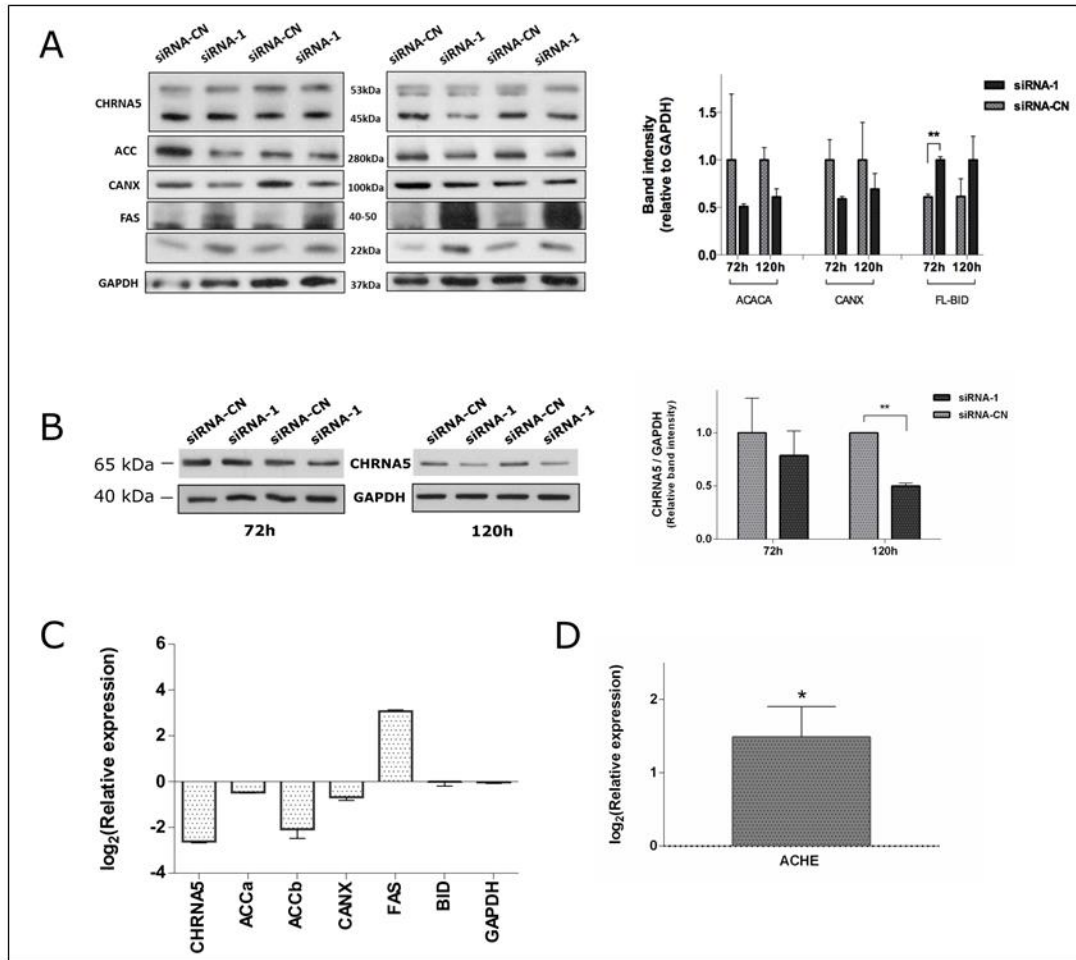 A
siRNA-CN siRNA-1 siRNA-CN siRNA-1
siRNA-CN siRNA-1 siRNA-CN siRNA-1
CHRNA5
53kDa
45kDa
ACC
280kDa
CANX
100kDa
FAS
40-50
22kDa
GAPDH
37kDa
Band intensity
(relative to GAPDH)
1.5
1.0
0.5
0.0
**
siRNA-1
siRNA-CN
72h 120h 72h 120h 72h 120h
ACACA CANX FL-BID
B
siRNA-CN siRNA-1 siRNA-CN siRNA-1
siRNA-CN siRNA-1 siRNA-CN siRNA-1
65 kDa
CHRNA5
40 kDa
GAPDH
72h 120h
CHRNA5 / GAPDH
(Relative band intensity)
1.0
0.5
0.0
**
siRNA-1
siRNA-CN
72h 120h
C
log2(Relative expression)
6
4
2
0
-2
-4
CHRNA5 ACCa ACCb CANX FAS BID GAPDH
D
log2(Relative expression)
2
1
0
*
ACHE